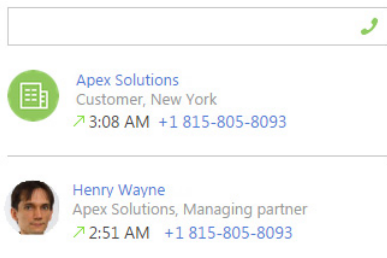 Apex Solutions
Customer, New York
3:08 AM +1 815-805-8093
Henry Wayne
Apex Solutions, Managing partner
2:51 AM +1 815-805-8093